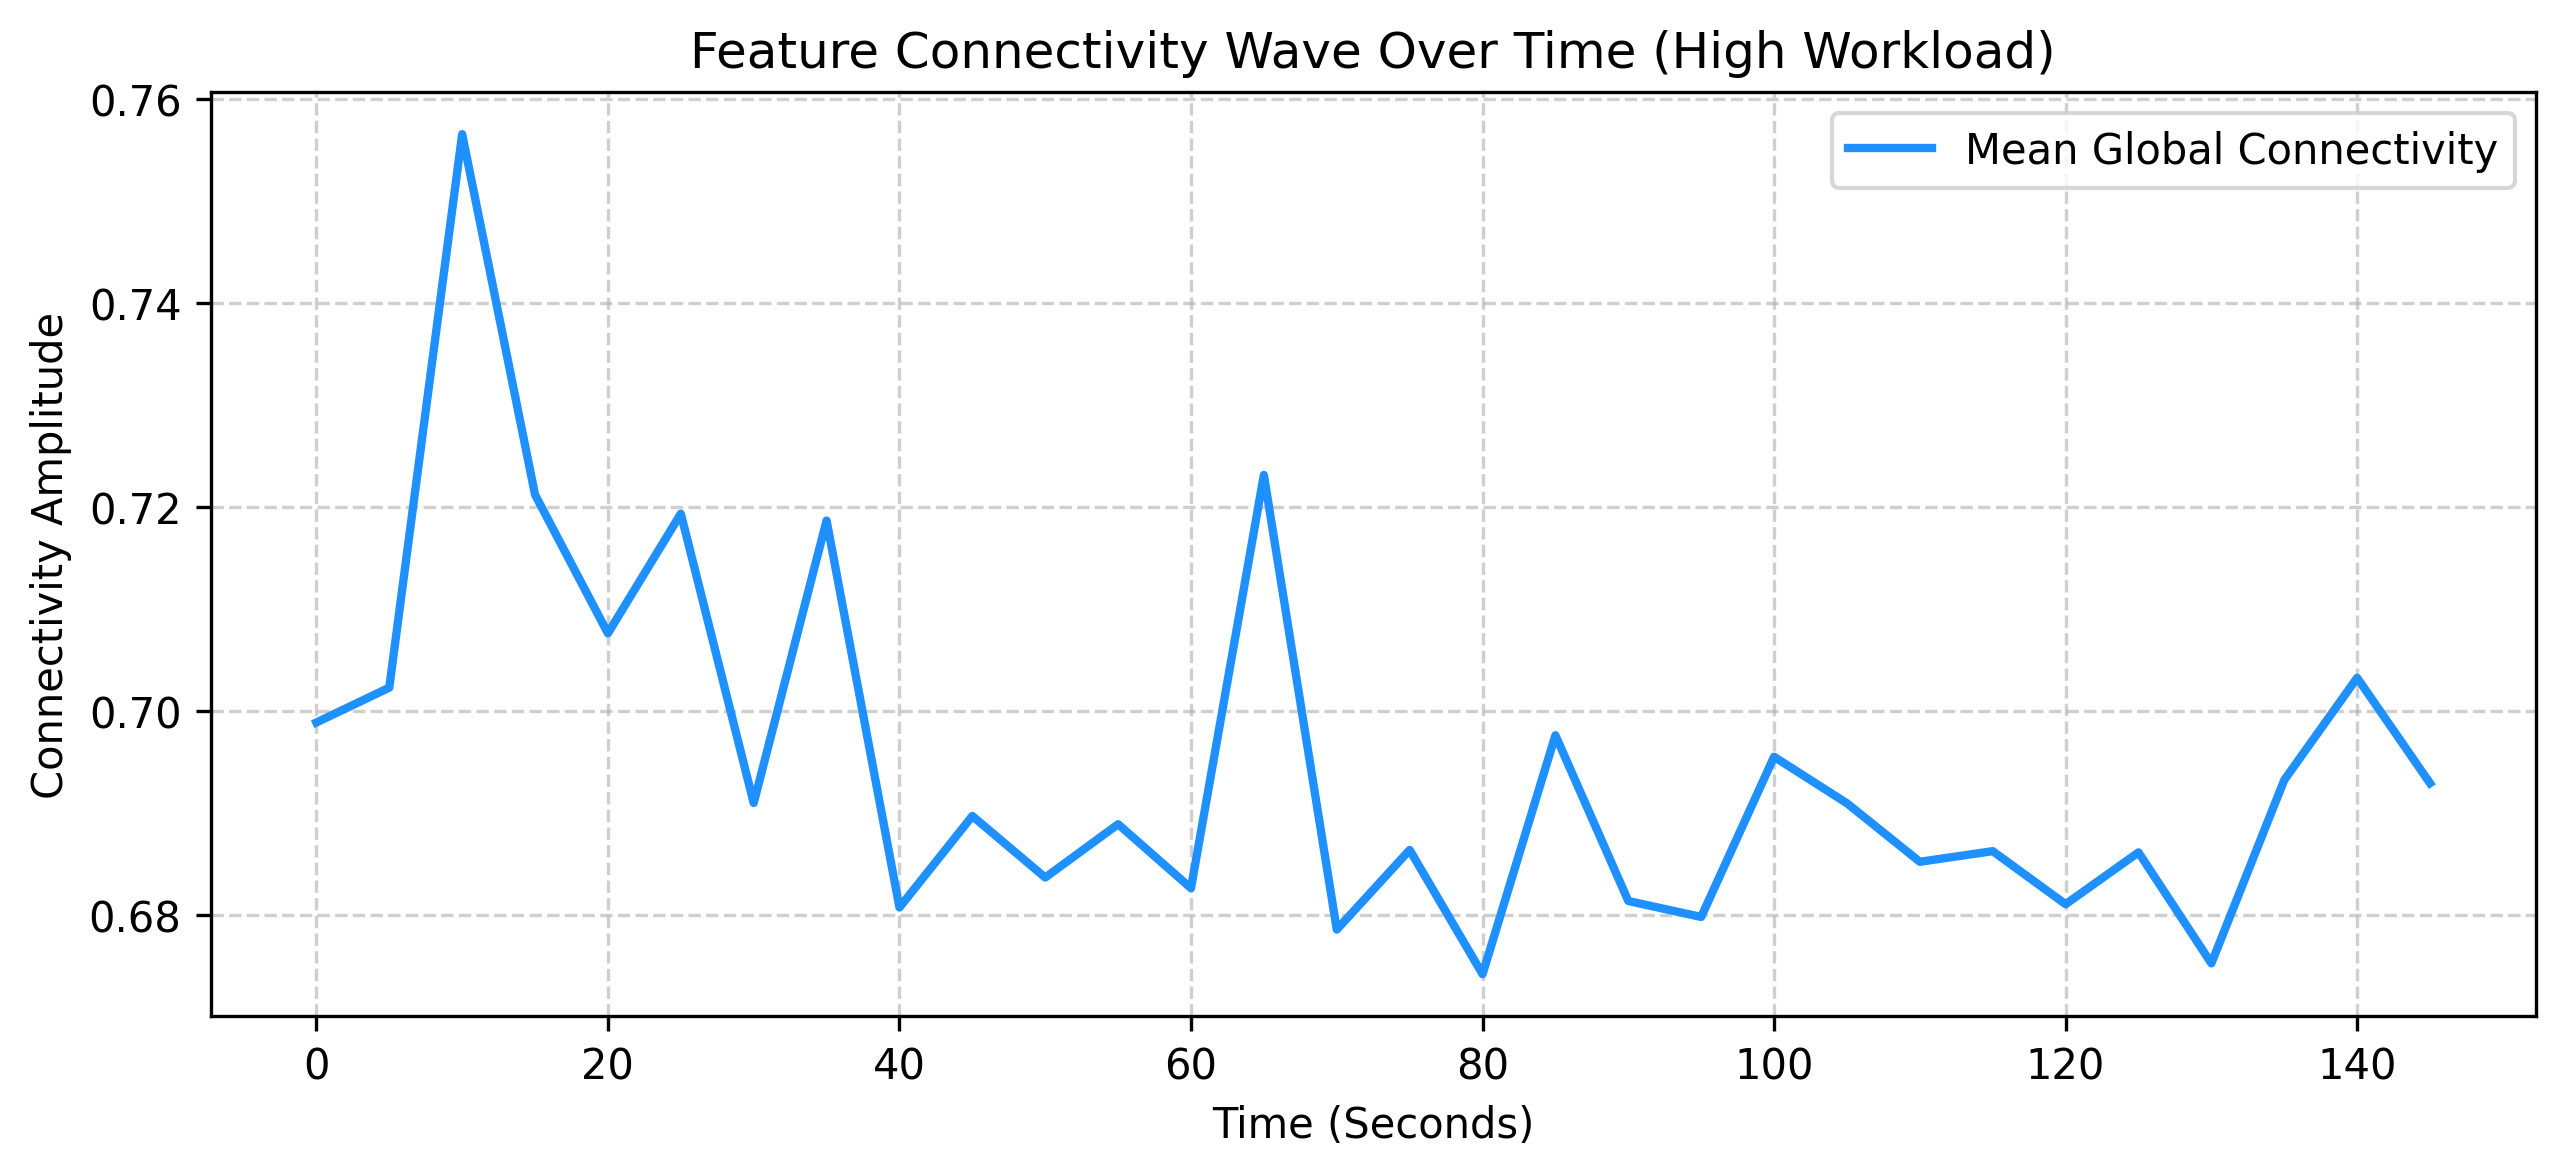 Feature Connectivity Wave Over Time (High Workload)
Mean Global Connectivity
Connectivity Amplitude
0.76
0.74
0.72
0.70
0.68
0 20 40 60 80 100 120 140
Time (Seconds)